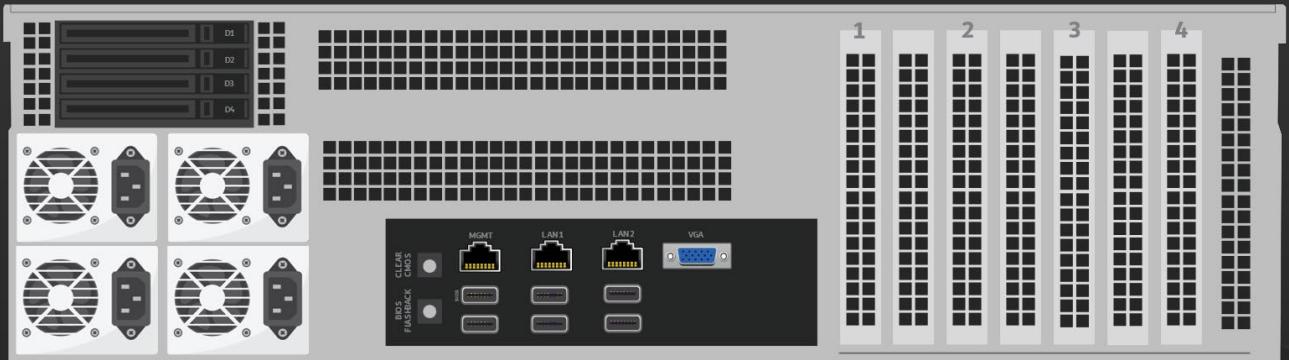 D1
D2
D3
D4
1 2 3 4
MGMT LAN1 LAN2 VGA
CLEAR
CMOS
BIOS
FlASHBACK